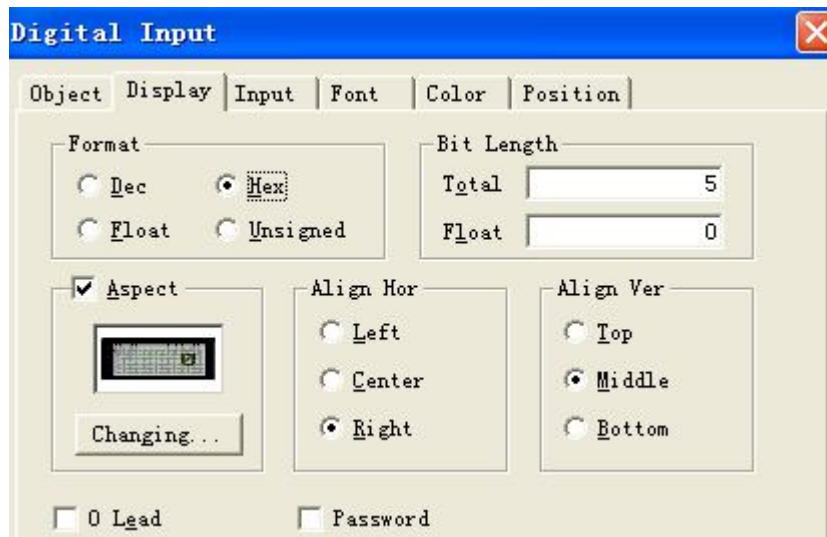 Digital Input
Object Display Input Font Color Position
Format
Dec Hex
Float Unsigned
Bit Length
Total 5
Float 0
Aspect
Changing...
Align Hor
Left
Center
Right
Align Ver
Top
Middle
Bottom
0 Lead Password